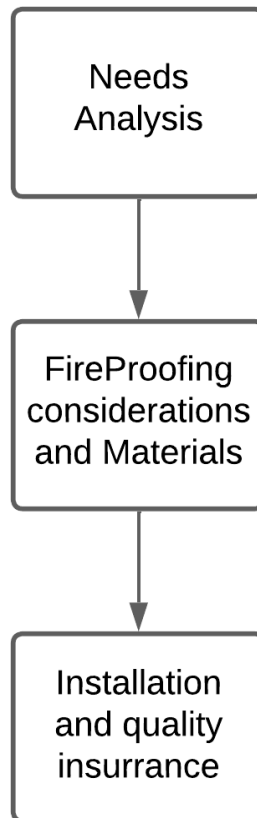 Needs
Analysis
FireProofing
considerations
and Materials
Installation
and quality
insurrance